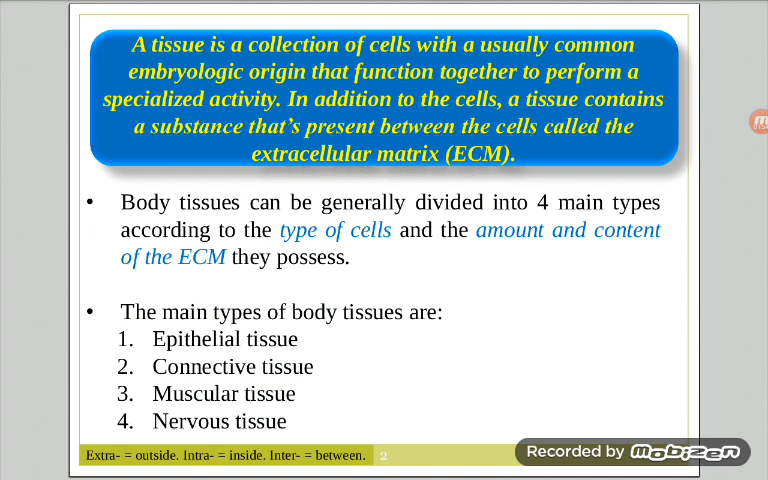 A tissue is a collection of cells with a usually common
embryologic origin that function together to perform a
specialized activity. In addition to the cells, a tissue contains
a substance that's present between the cells called the
extracellular matrix (ECM).
• Body tissues can be generally divided into 4 main types
according to the type of cells and the amount and content
of the ECM they possess.
• The main types of body tissues are:
1. Epithelial tissue
2. Connective tissue
3. Muscular tissue
4. Nervous tissue
Extra- = outside. Intra- = inside. Inter- = between. 2
Recorded by mobizen